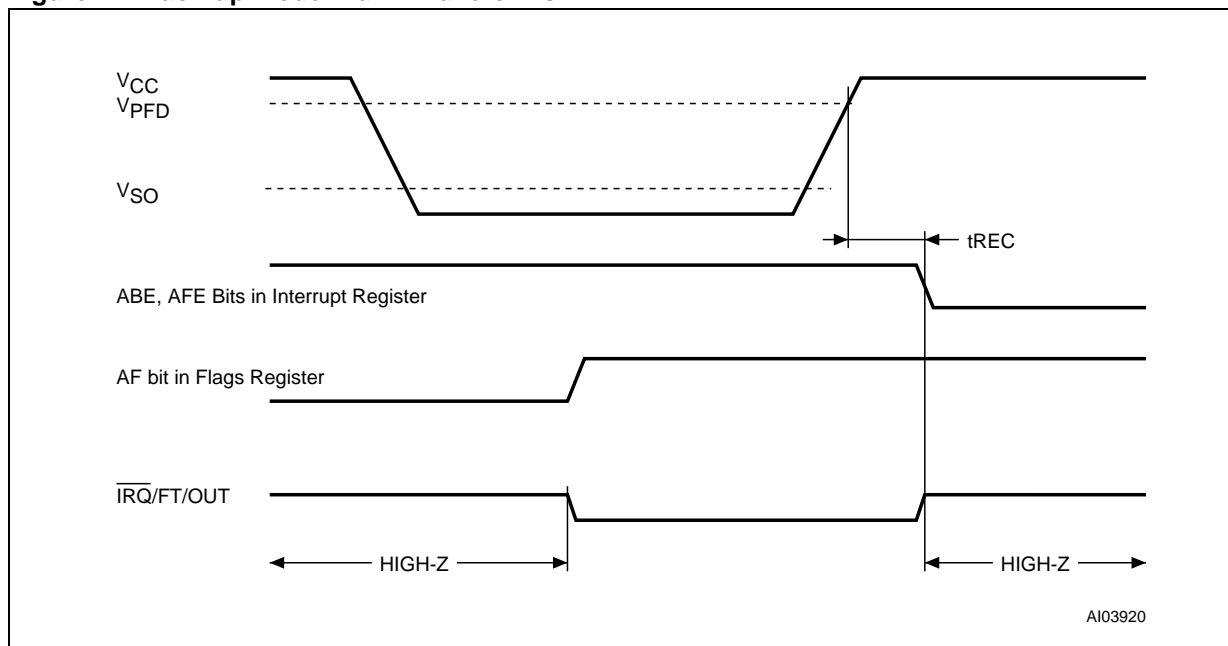 VCC
VPFD
VSO
tREC
ABE, AFE Bits in Interrupt Register
AF bit in Flags Register
IRQ/FT/OUT
HIGH-Z
HIGH-Z
AI03920